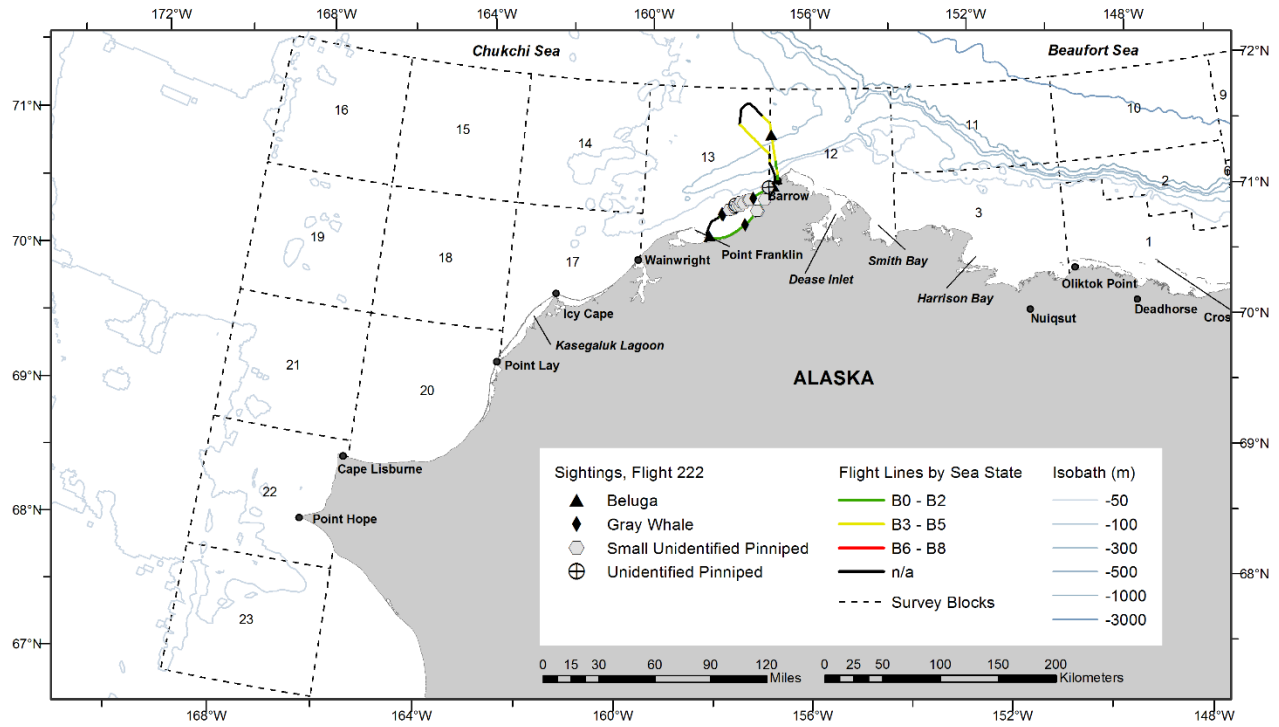 172°W 168°W 164°W 160°W 156°W 152°W 148°W
Chukchi Sea Beaufort Sea
72°N
71°N
16 15 14 13 12 11 10 9
71°N
2 6
Barrow
3
19 18 17 1
70°N
Wainwright
Point Franklin
Dease Inlet
Smith Bay
Harrison Bay
Oliktok Point
Deadhorse
Nuiqsut
Cros
70°N
Icy Cape
Kasegaluk Lagoon
Point Lay
69°N
21 20
ALASKA
69°N
Cape Lisburne
22
Point Hope
68°N
68°N
23
67°N
Sightings, Flight 222
Beluga
Gray Whale
Small Unidentified Pinniped
Unidentified Pinniped
Flight Lines by Sea State
B0 - B2
B3 - B5
B6 - B8
n/a
Survey Blocks
Isobath (m)
-50
-100
-300
-500
-1000
-3000
0 15 30 60 90 120
Miles
0 25 50 100 150 200
Kilometers
168°W 164°W 160°W 156°W 152°W 148°W